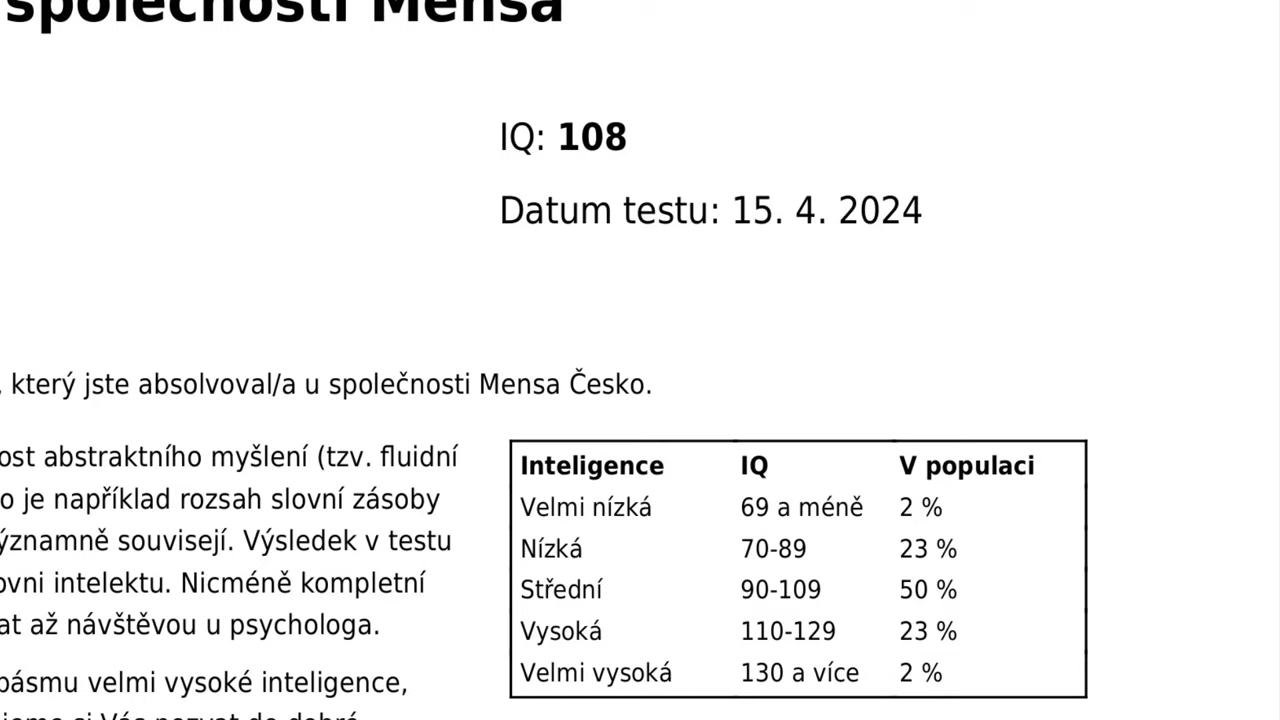 společnosti Mensa
IQ: 108
Datum testu: 15. 4. 2024
, který jste absolvoval/a u společnosti Mensa Česko.
ost abstraktního myšlení (tzv. fluidní
o je například rozsah slovní zásoby
ýznamně souvisejí. Výsledek v testu
ovni intelektu. Nicméně kompletní
at až návštěvou u psychologa.
pásmu velmi vysoké inteligence,
Inteligence IQ V populaci
Velmi nízká 69 a méně 2 %
Nízká 70-89 23 %
Střední 90-109 50 %
Vysoká 110-129 23 %
Velmi vysoká 130 a více 2 %